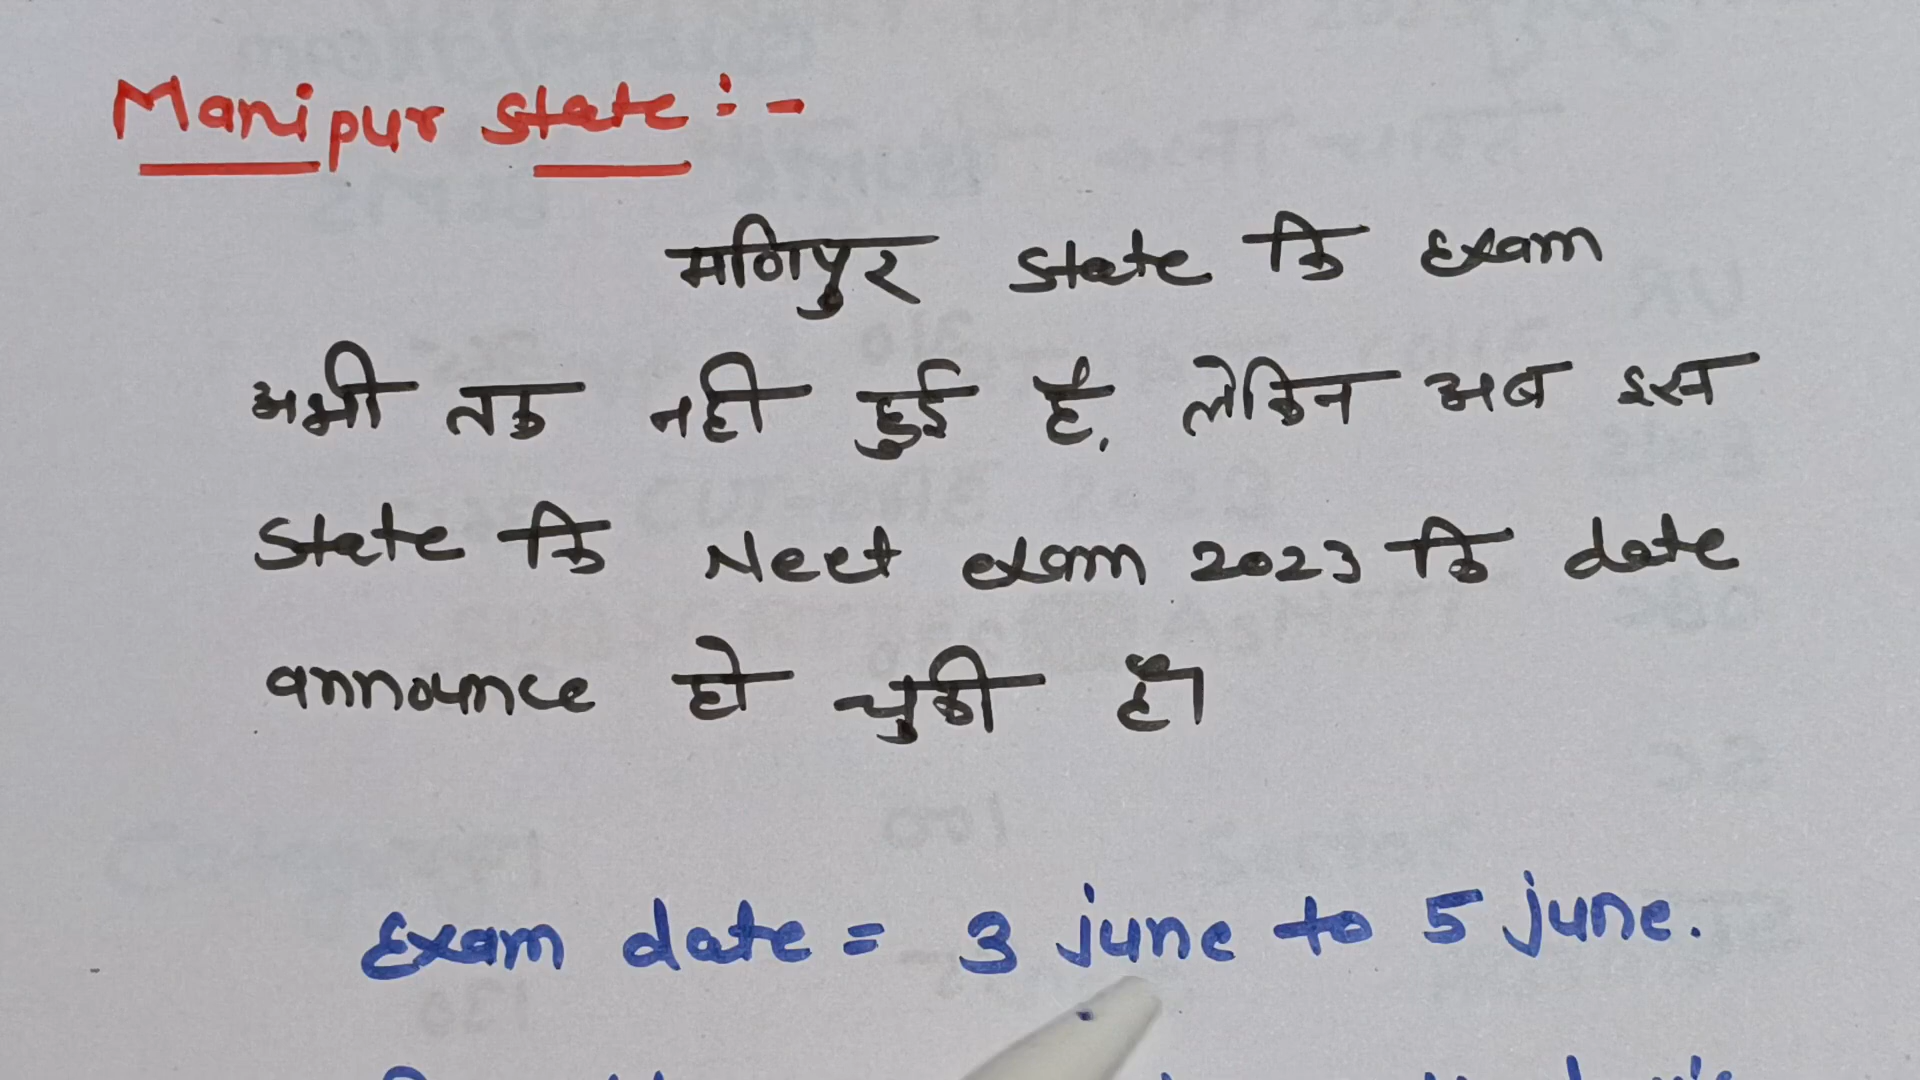 Manipur state :-
मणिपुर state कि Exam
अभी तक नही हुई है, लेकिन अब इस
state कि Neet exam 2023 कि date
announce हो चुकी है।
Exam date = 3 june to 5 june.